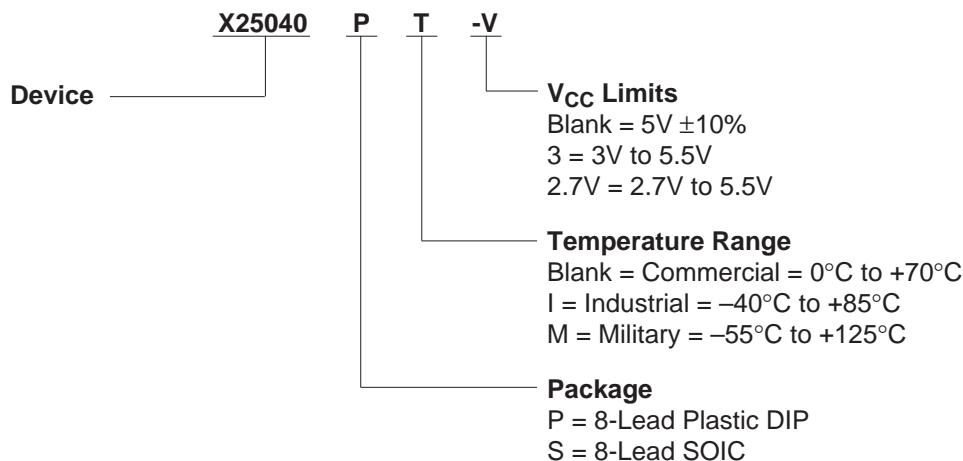 X25040 P T -V
Device
VCC Limits
Blank = 5V ±10%
3 = 3V to 5.5V
2.7V = 2.7V to 5.5V
Temperature Range
Blank = Commercial = 0°C to +70°C
I = Industrial = –40°C to +85°C
M = Military = –55°C to +125°C
Package
P = 8-Lead Plastic DIP
S = 8-Lead SOIC